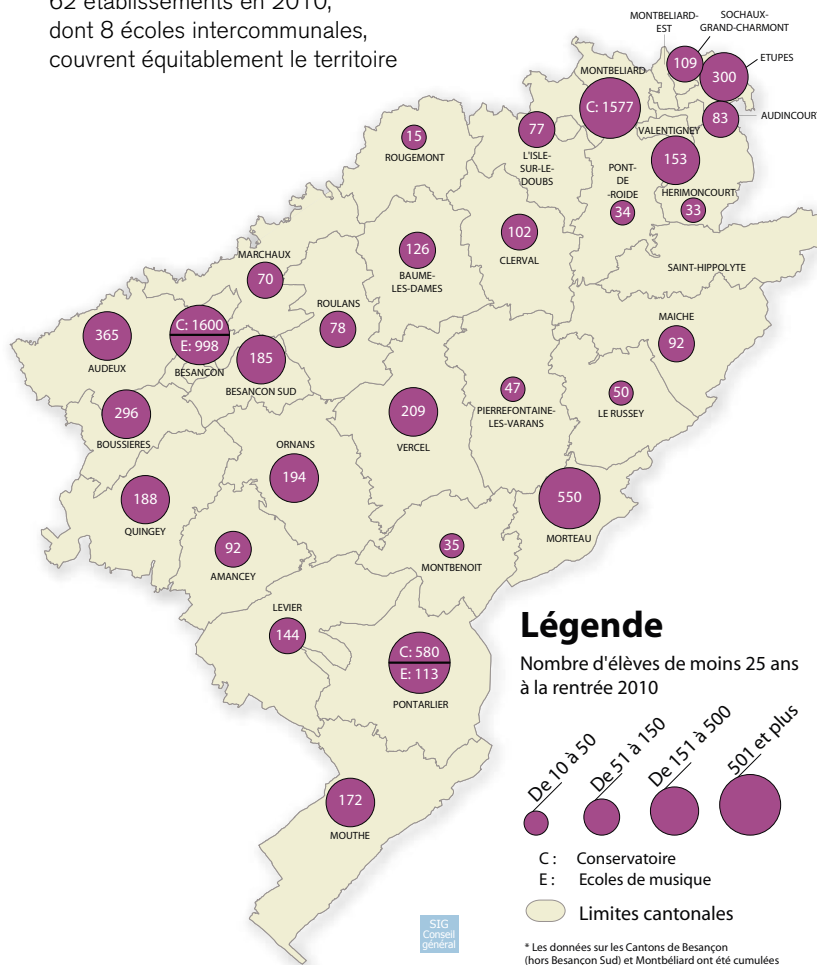 62 établissements en 2010,
dont 8 écoles intercommunales,
couvrent équitablement le territoire
MONTBELIARD-
EST
SOCHAUX-
GRAND-CHARMONT
109
300
ETUPES
MONTBELIARD
C: 1577
83
AUDINCOURT
15
ROUGEMONT
77
L'ISLE-
SUR-LE-
DOUBS
VALENTIGNEY
153
PONT-
DE
-ROIDE
34
HERIMONCOURT
33
102
CLERVAL
126
BAUME-
LES-DAMES
SAINT-HIPPOLYTE
MARCHAUX
70
ROULANS
78
MAICHE
92
365
AUDEUX
C: 1600
E: 998
BESANCON
185
BESANCON SUD
47
PIERREFONTAINE-
LES-VARANS
50
LE RUSSEY
296
BOUSSIERES
209
VERCEL
ORNANS
194
188
QUINGEY
550
MORTEAU
92
AMANCEY
35
MONTBENOIT
LEVIER
144
C: 580
E: 113
PONTARLIER
172
MOUTHE
Légende
Nombre d'élèves de moins 25 ans
à la rentrée 2010
De 10 à 50
De 51 à 150
De 151 à 500
501 et plus
C : Conservatoire
E : Ecoles de musique
Limites cantonales
* Les données sur les Cantons de Besançon
(hors Besançon Sud) et Montbéliard ont été cumulées
SIG
Conseil
général